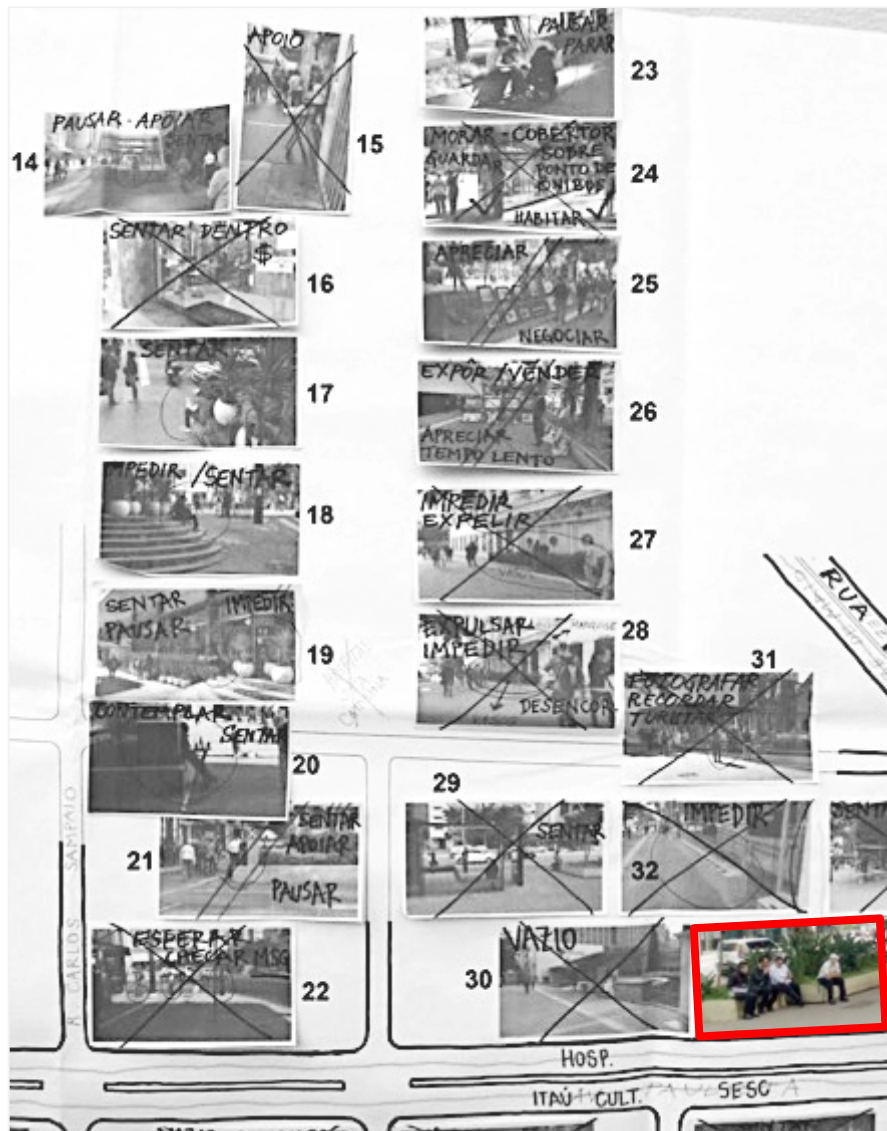 APOIO
15
PAUSAR - APOIAR
SENTAR
14
SENTAR DENTRO
$
16
SENTAR
17
IMPEDIR /SENTAR
18
SENTAR IMPEDIR
PAUSAR
19
CONTEMPLAR
SENTAR
20
SENTAR
APOIAR
PAUSAR
21
ESPERAR
CHECAR MSG
22
PAUSAR
PARAR
23
MORAR - COBERTOR
GUARDAR SOBRE
PONTO DE
ÔNIBUS
HABITAR
24
APRECIAR
NEGOCIAR
25
EXPÔR / VENDER
APRECIAR
TEMPO LENTO
26
IMPEDIR
EXPELIR
27
EXPULSAR
IMPEDIR
DESENCOR.
28
RUA
31
FOTOGRAFAR
RECORDAR
29
SENTAR
IMPEDIR
32
SENTA
VAZIO
30
R. CARLOS SAMPAIO
HOSP.
ITAÚ CULT. SESC